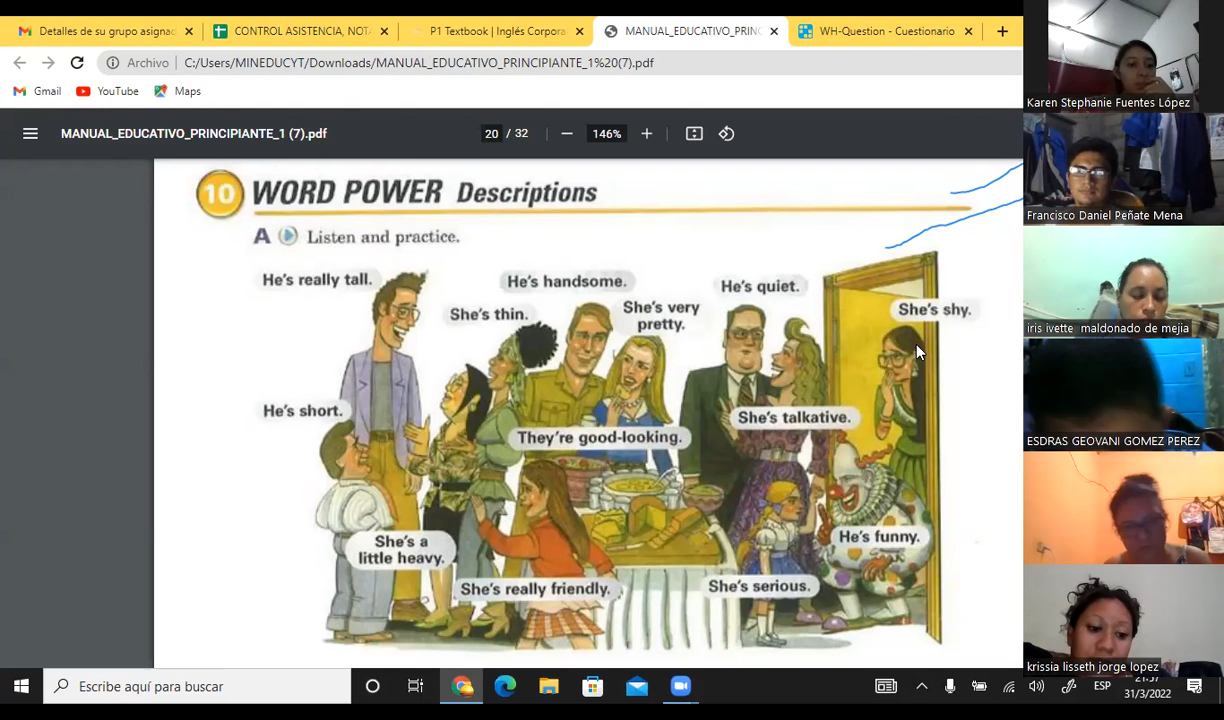 Detalles de su grupo asigna
CONTROL ASISTENCIA, NOTA
P1 Textbook | Inglés Corpora
MANUAL_EDUCATIVO_PRINC
WH-Question - Cuestionario
Archivo
C:/Users/MINEDUCYT/Downloads/MANUAL_EDUCATIVO_PRINCIPIANTE_1%20(7).pdf
Gmail
YouTube
Maps
MANUAL_EDUCATIVO_PRINCIPIANTE_1 (7).pdf
20 / 32
146%
10 WORD POWER Descriptions
A Listen and practice.
He's really tall.
He's handsome.
She's thin.
She's very
pretty.
He's quiet.
She's shy.
He's short.
They're good-looking.
She's talkative.
She's a
little heavy.
She's really friendly.
She's serious.
He's funny.
Karen Stephanie Fuentes López
Francisco Daniel Peñate Mena
iris ivette maldonado de mejia
ESDRAS GEOVANI GOMEZ PEREZ
krissia lisseth jorge lopez
Escribe aquí para buscar
ESP
21:57
31/3/2022